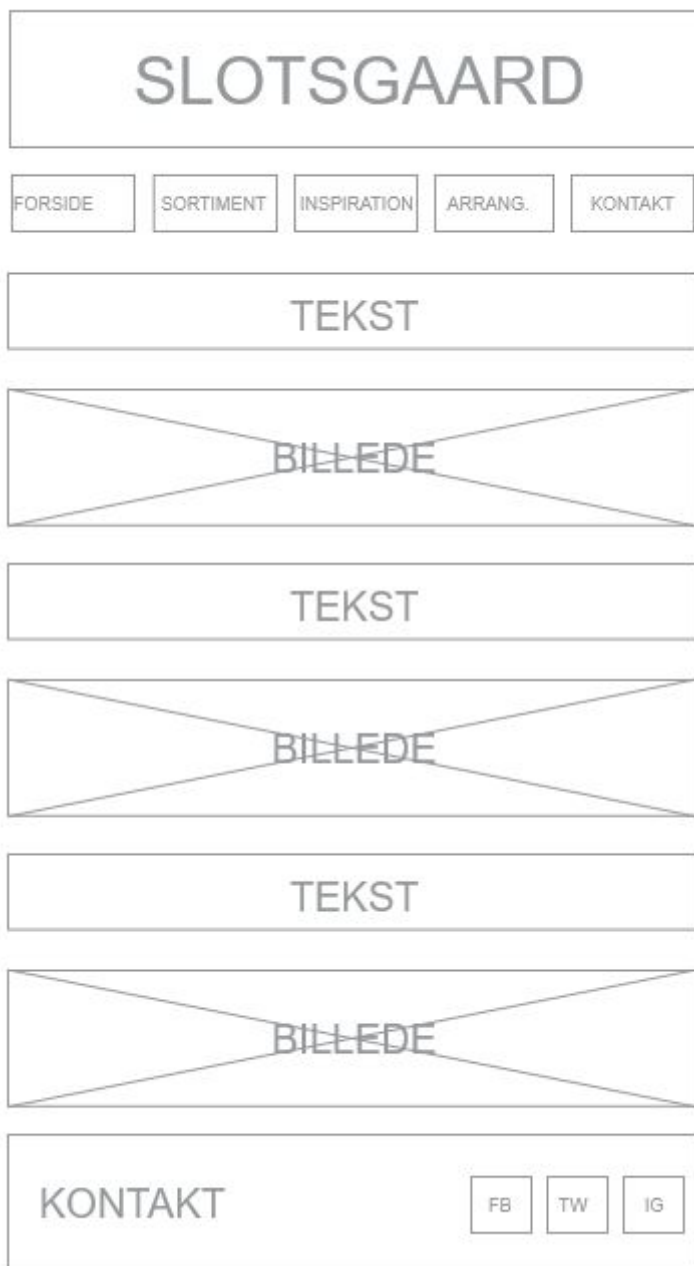 SLOTSGAARD
FORSIDE SORTIMENT INSPIRATION ARRANG. KONTAKT
TEKST
BILLEDE
TEKST
BILLEDE
TEKST
BILLEDE
KONTAKT FB TW IG